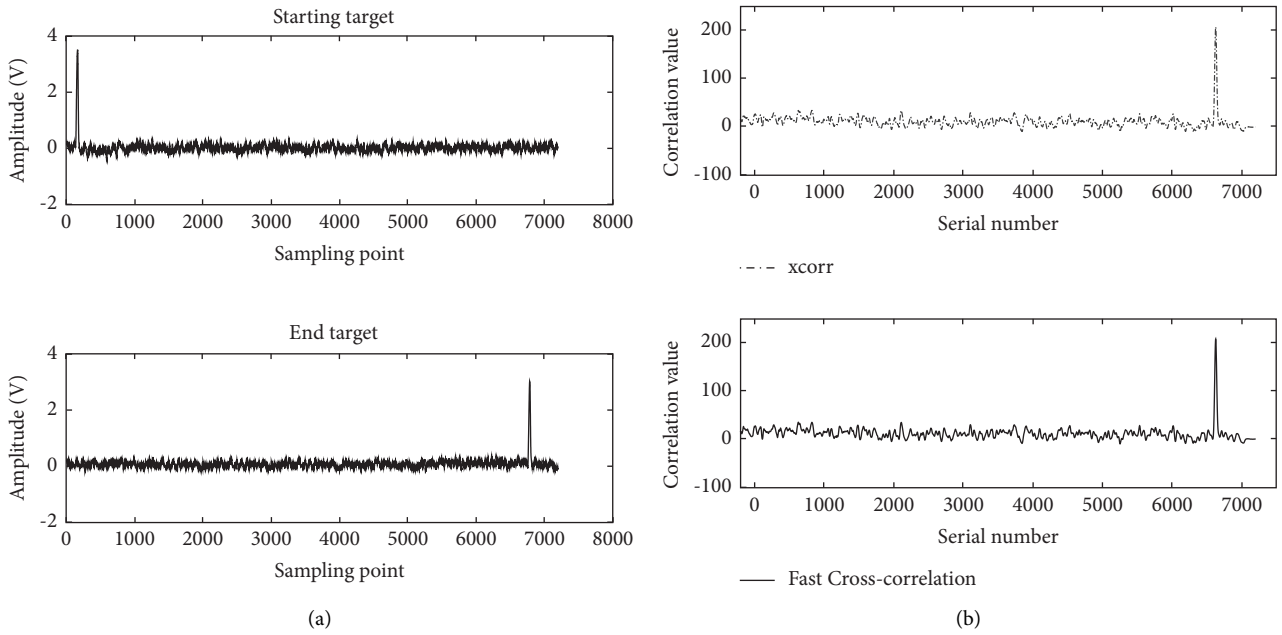 Starting target
Amplitude (V)
4
2
0
-2
0 1000 2000 3000 4000 5000 6000 7000 8000
Sampling point
End target
Amplitude (V)
4
2
0
-2
0 1000 2000 3000 4000 5000 6000 7000 8000
Sampling point
(a)
Correlation value
200
100
0
-100
0 1000 2000 3000 4000 5000 6000 7000
Serial number
xcorr
Correlation value
200
100
0
-100
0 1000 2000 3000 4000 5000 6000 7000
Serial number
Fast Cross-correlation
(b)